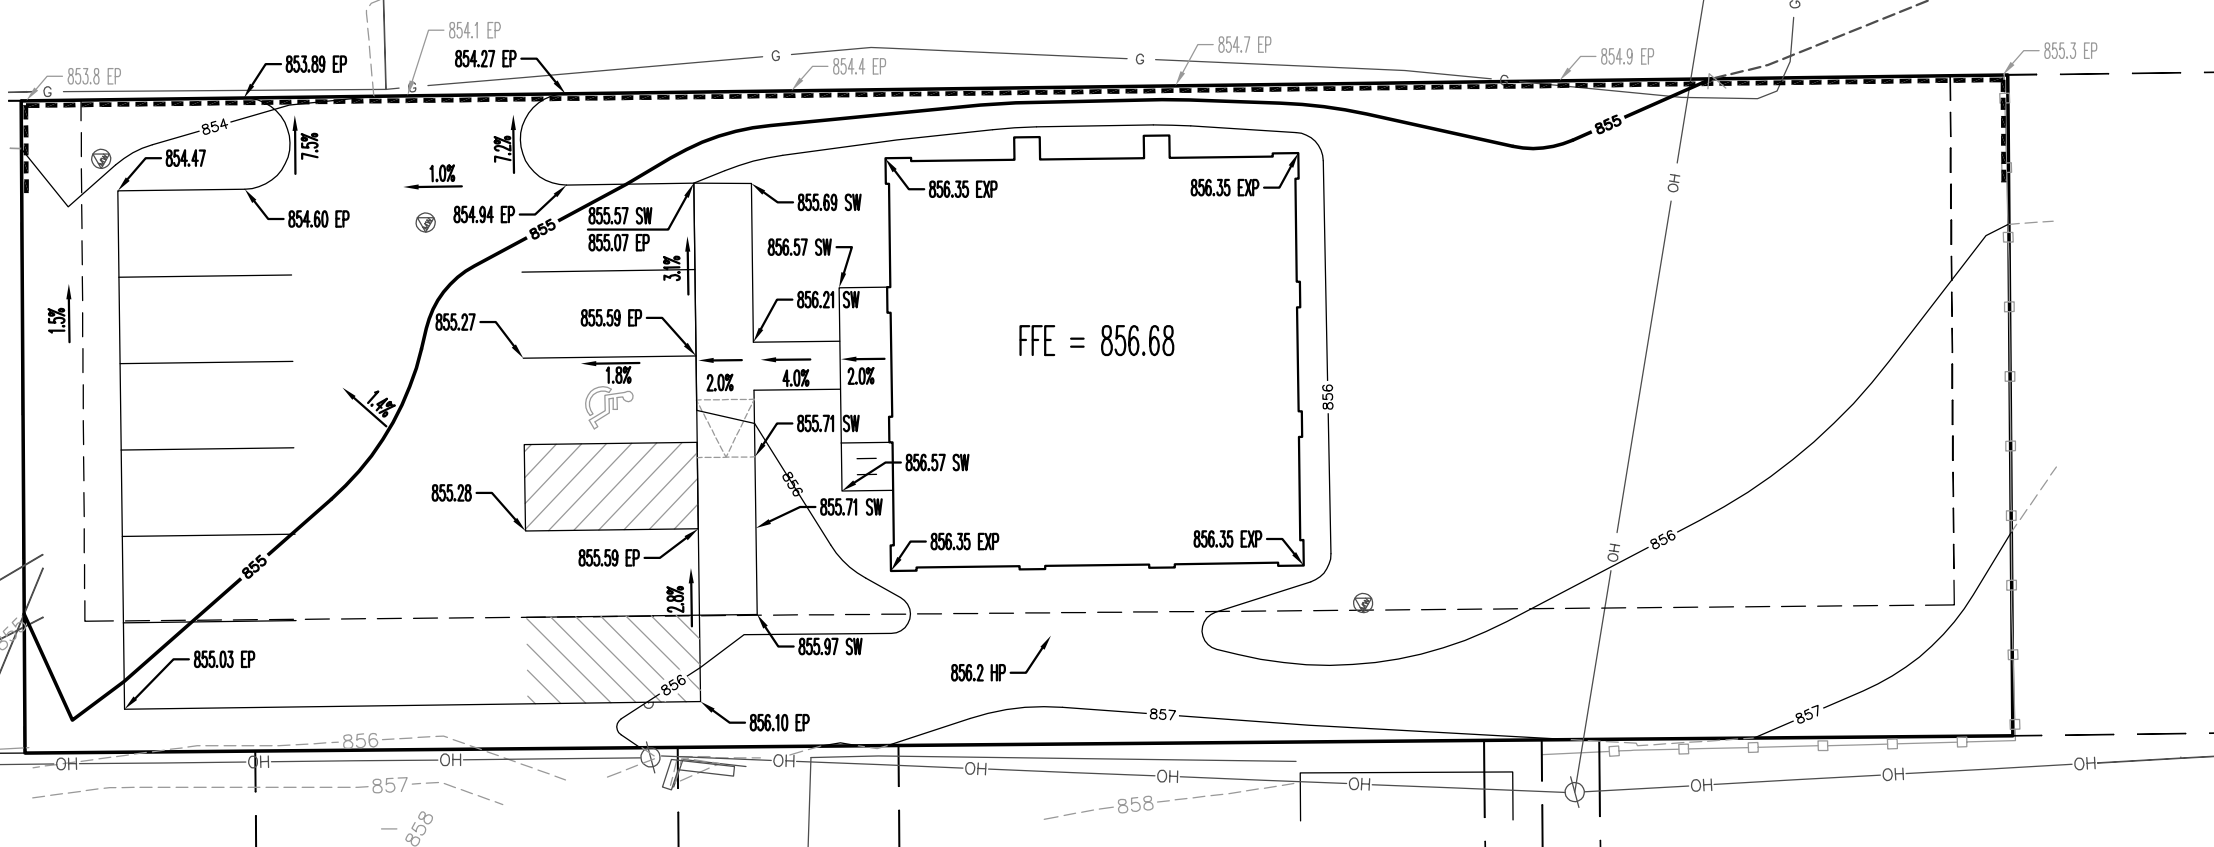 854.1 EP
854.27 EP
G
G
854.7 EP
854.9 EP
855.3 EP
G
853.8 EP
853.89 EP
854.4 EP
G
G
G
854
7.5%
7.2%
855
854.47
1.0%
856.35 EXP
856.35 EXP
OH
854.60 EP
854.94 EP
855.57 SW
855.07 EP
855.69 SW
855
856.57 SW
3.1%
856.21 SW
1.5%
855.27
855.59 EP
FFE = 856.68
1.8%
2.0%
4.0%
2.0%
1.4%
856
855.71 SW
856.57 SW
856
855.28
855.71 SW
855.59 EP
856.35 EXP
856.35 EXP
OH
856
855
2.8%
855
855.97 SW
855.03 EP
856.2 HP
856
856.10 EP
857
857
856
OH
OH
OH
OH
OH
OH
OH
OH
OH
OH
857
858
858